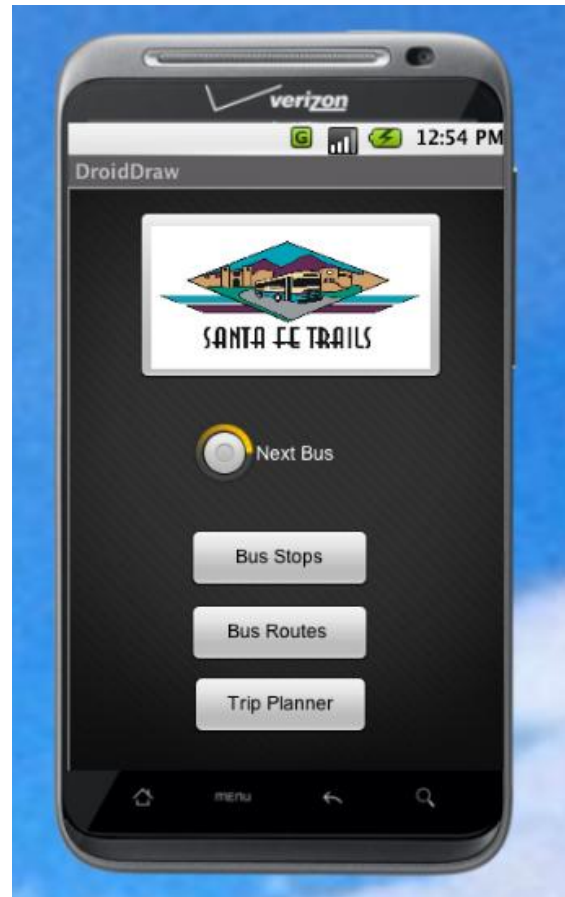 verizon
G
12:54 PM
DroidDraw
SANTA FE TRAILS
Next Bus
Bus Stops
Bus Routes
Trip Planner
menu